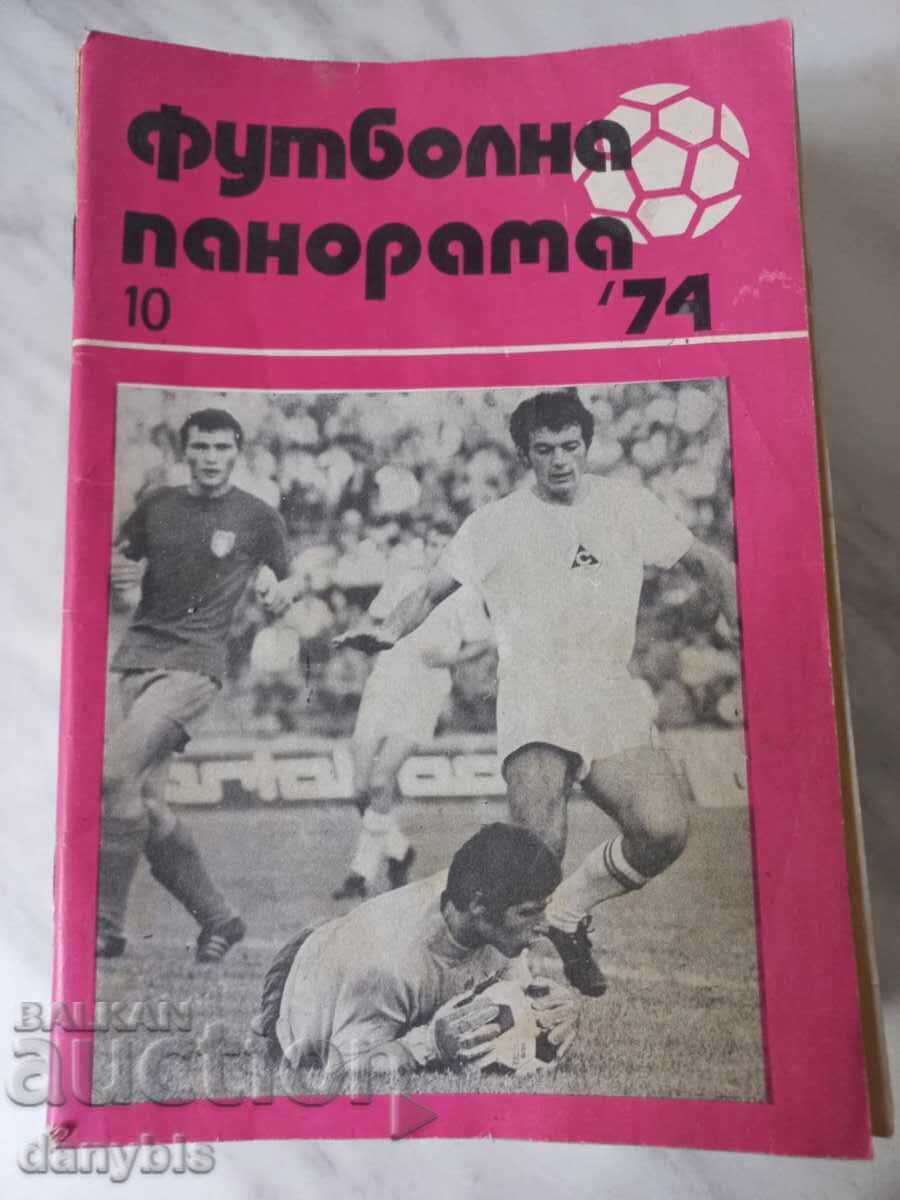 Футболна
панорама
10 '74
С
BALKAN
auction
danybis